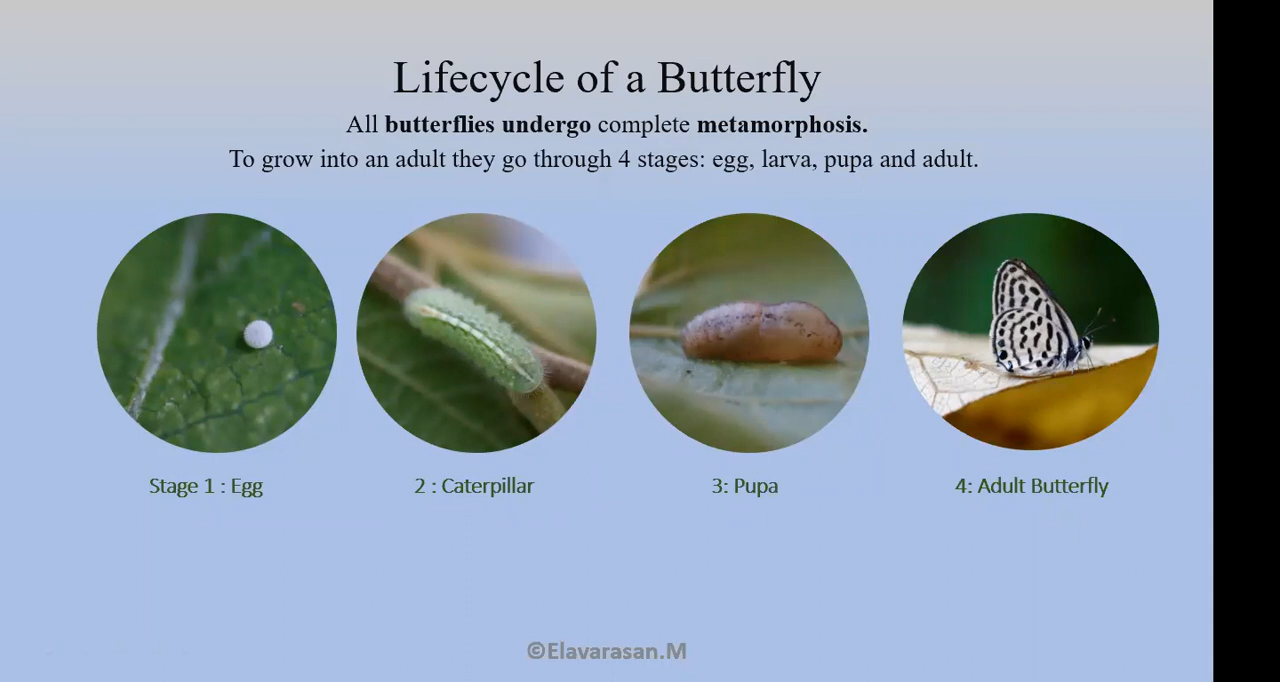 Lifecycle of a Butterfly
All butterflies undergo complete metamorphosis.
To grow into an adult they go through 4 stages: egg, larva, pupa and adult.
Stage 1 : Egg
2 : Caterpillar
3: Pupa
4: Adult Butterfly
©Elavarasan.M